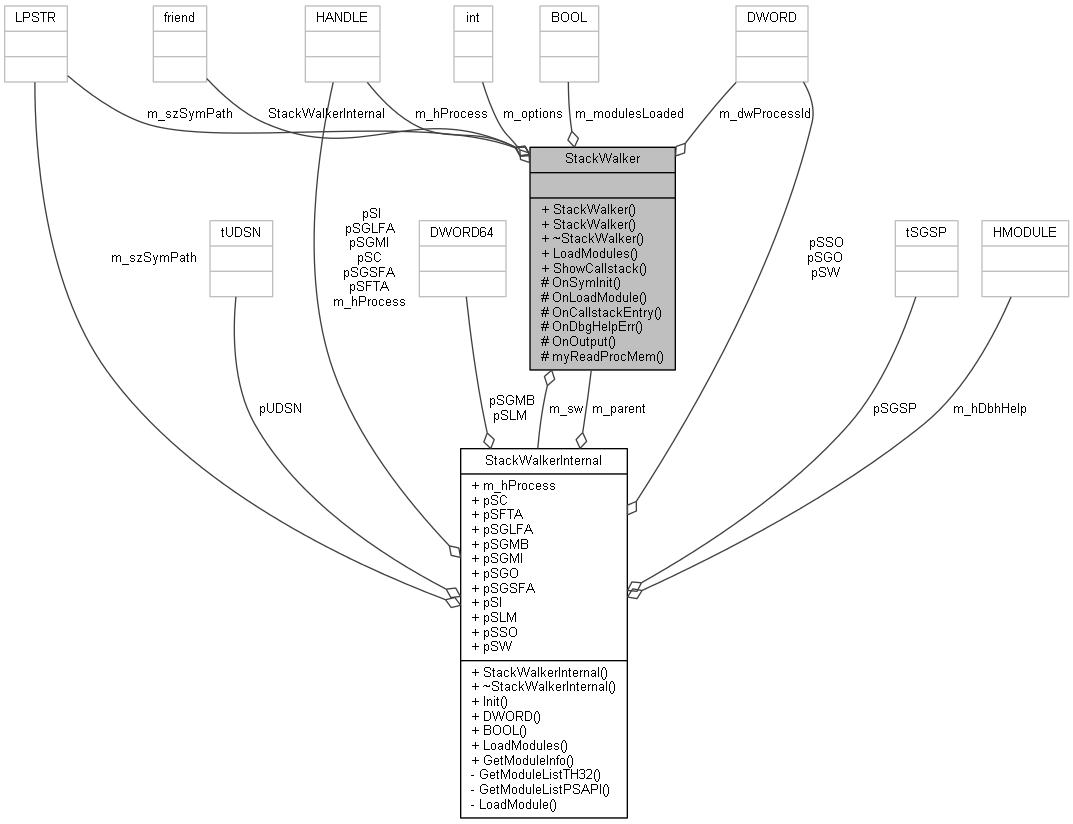 LPSTR
friend
HANDLE
int
BOOL
DWORD
m_szSymPath
StackWalkerInternal
m_hProcess
m_options
m_modulesLoaded
m_dwProcessId
StackWalker
+ StackWalker()
+ StackWalker()
+ ~StackWalker()
+ LoadModules()
+ ShowCallstack()
# OnSymInit()
# OnLoadModule()
# OnCallstackEntry()
# OnDbgHelpErr()
# OnOutput()
# myReadProcMem()
m_szSymPath
tUDSN
pSI
pSGLFA
pSGMI
pSC
pSGSFA
pSFTA
m_hProcess
DWORD64
pSSO
pSGO
pSW
tSGSP
HMODULE
pUDSN
pSGMB
pSLM
m_sw
m_parent
pSGSP
m_hDbhHelp
StackWalkerInternal
+ m_hProcess
+ pSC
+ pSFTA
+ pSGLFA
+ pSGMB
+ pSGMI
+ pSGO
+ pSGSFA
+ pSI
+ pSLM
+ pSSO
+ pSW
+ StackWalkerInternal()
+ ~StackWalkerInternal()
+ Init()
+ DWORD()
+ BOOL()
+ LoadModules()
+ GetModuleInfo()
- GetModuleListTH32()
- GetModuleListPSAPI()
- LoadModule()